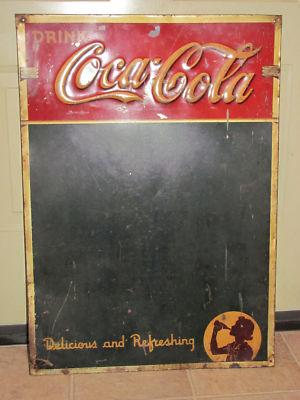 DRINK
Coca-Cola
Delicious and Refreshing